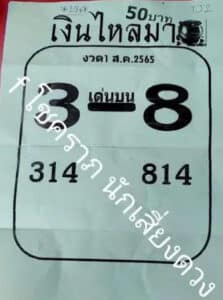 50บาท
เงินไหลมา
งวด1 ส.ค.2565
เด่นบน
3-8
314 814
f โชคราภ นักเสี่ยงดวง